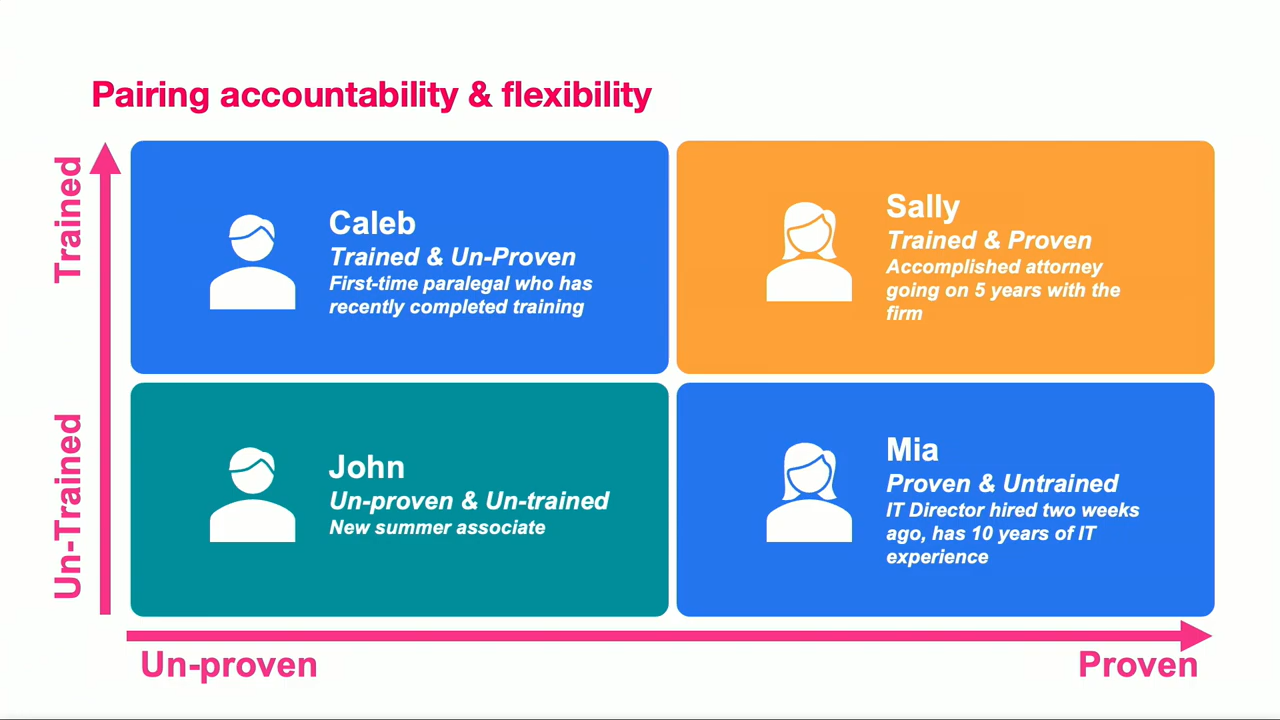 Pairing accountability & flexibility
Trained
Caleb
Trained & Un-Proven
First-time paralegal who has
recently completed training
Sally
Trained & Proven
Accomplished attorney
going on 5 years with the
firm
Un-Trained
John
Un-proven & Un-trained
New summer associate
Mia
Proven & Untrained
IT Director hired two weeks
ago, has 10 years of IT
experience
Un-proven
Proven